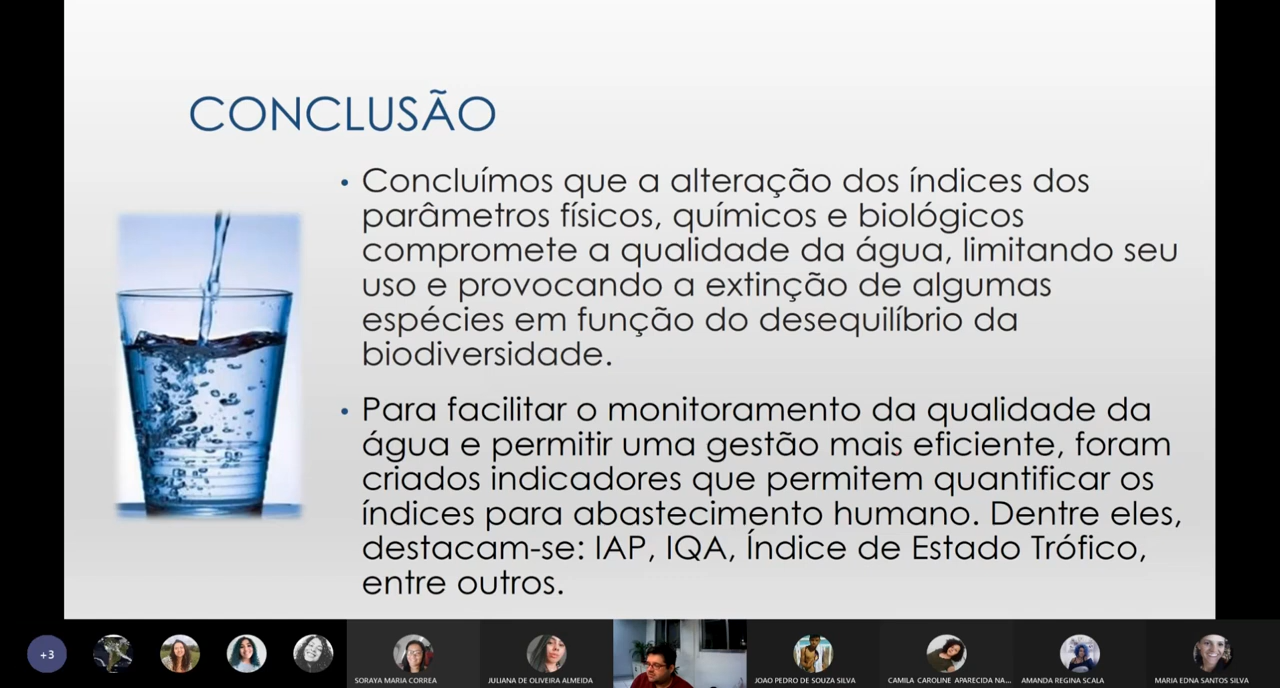 CONCLUSÃO
• Concluímos que a alteração dos índices dos
parâmetros físicos, químicos e biológicos
compromete a qualidade da água, limitando seu
uso e provocando a extinção de algumas
espécies em função do desequilíbrio da
biodiversidade.
• Para facilitar o monitoramento da qualidade da
água e permitir uma gestão mais eficiente, foram
criados indicadores que permitem quantificar os
índices para abastecimento humano. Dentre eles,
destacam-se: IAP, IQA, Índice de Estado Trófico,
entre outros.
+3
SORAYA MARIA CORREA
JULIANA DE OLIVEIRA ALMEIDA
JOAO PEDRO DE SOUZA SILVA
CAMILA CAROLINE APARECIDA NA...
AMANDA REGINA SCALA
MARIA EDNA SANTOS SILVA